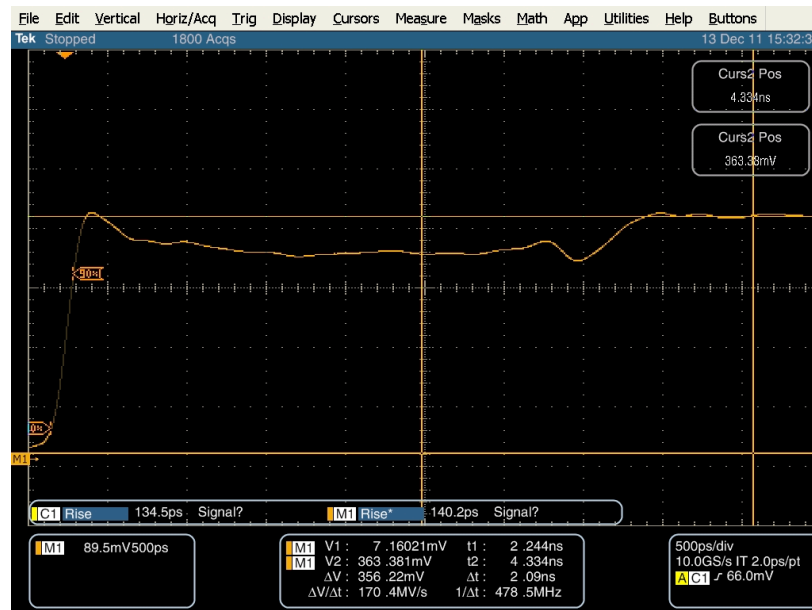 File Edit Vertical Horiz/Acq Trig Display Cursors Measure Masks Math App Utilities Help Buttons
Tek Stopped 1800 Acqs 13 Dec 11 15:32:3
Curs2 Pos
4.334ns
Curs2 Pos
363.38mV
90%
0%
M1
C1 Rise 134.5ps Signal? M1 Rise* 140.2ps Signal?
M1 89.5mV500ps
M1 V1 : 7 .16021mV t1 : 2 .244ns
M1 V2 : 363 .381mV t2 : 4 .334ns
ΔV : 356 .22mV Δt : 2 .09ns
ΔV/Δt : 170 .4MV/s 1/Δt : 478 .5MHz
500ps/div
10.0GS/s IT 2.0ps/pt
A C1 ⌿ 66.0mV